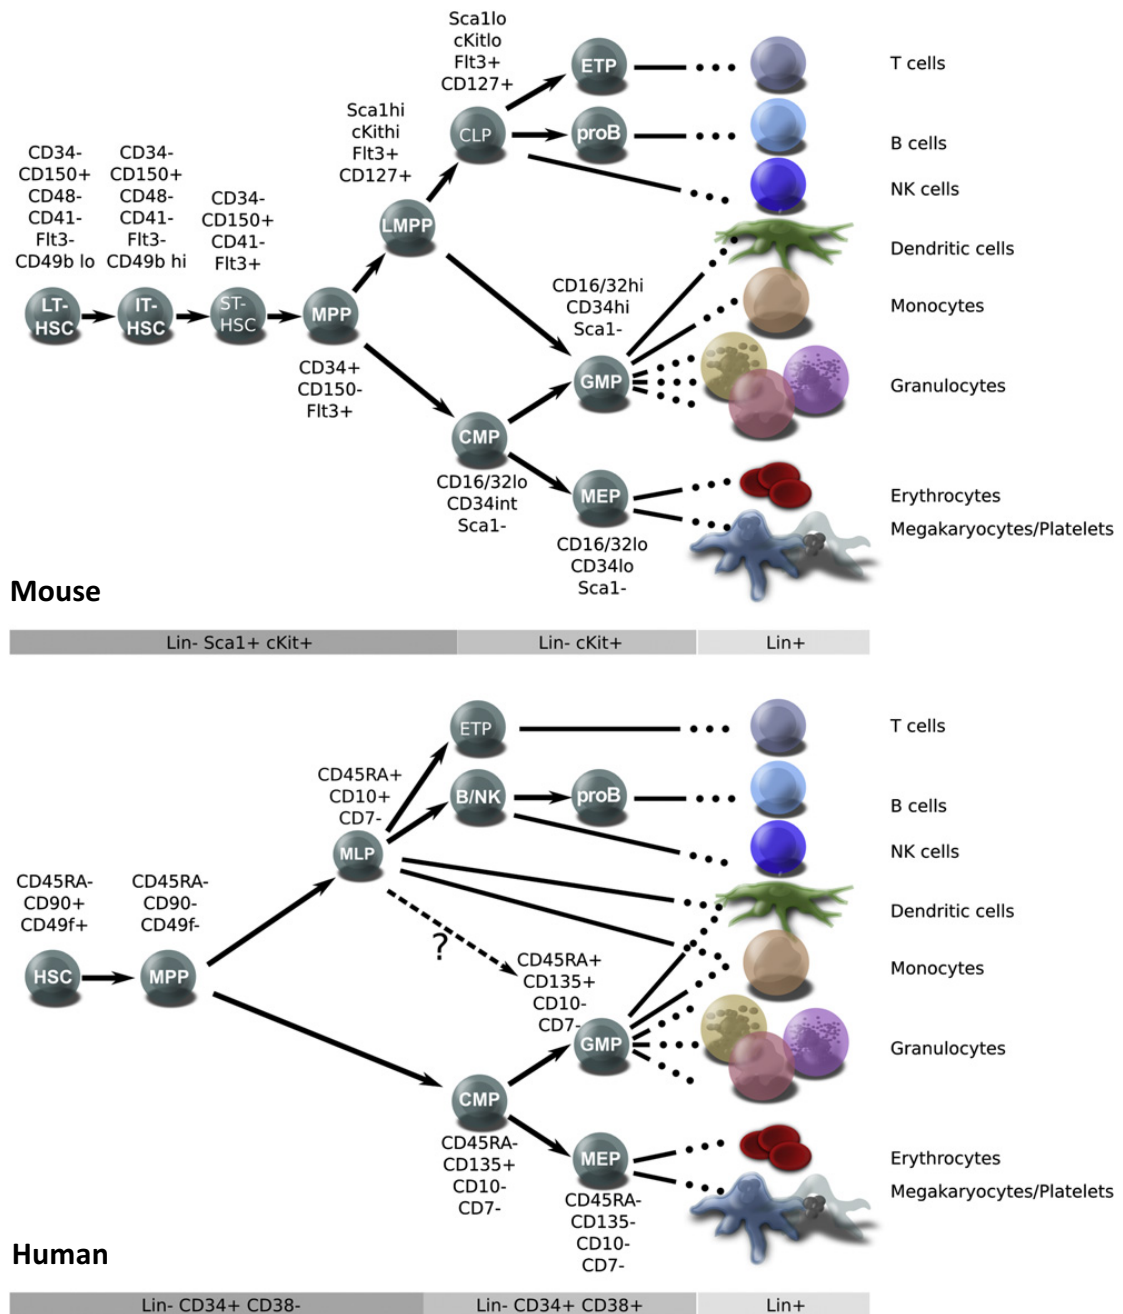 Sca1lo
cKitlo
Flt3+
CD127+
ETP
T cells
Sca1hi
cKithi
Flt3+
CD127+
CLP
proB
B cells
CD34-
CD150+
CD48-
CD41-
Flt3-
CD49b lo
CD34-
CD150+
CD48-
CD41-
Flt3-
CD49b hi
CD34-
CD150+
CD41-
Flt3+
NK cells
LMPP
Dendritic cells
LT-
HSC
IT-
HSC
ST-
HSC
MPP
CD16/32hi
CD34hi
Sca1-
Monocytes
CD34+
CD150-
Flt3+
GMP
Granulocytes
CMP
CD16/32lo
CD34int
Sca1-
MEP
CD16/32lo
CD34lo
Sca1-
Erythrocytes
Megakaryocytes/Platelets
Mouse
Lin- Sca1+ cKit+
Lin- cKit+
Lin+
ETP
T cells
CD45RA+
CD10+
CD7-
B/NK
proB
B cells
MLP
NK cells
CD45RA-
CD90+
CD49f+
CD45RA-
CD90-
CD49f-
Dendritic cells
HSC
MPP
?
CD45RA+
CD135+
CD10-
CD7-
Monocytes
GMP
Granulocytes
CMP
CD45RA-
CD135+
CD10-
CD7-
MEP
CD45RA-
CD135-
CD10-
CD7-
Erythrocytes
Megakaryocytes/Platelets
Human
Lin- CD34+ CD38-
Lin- CD34+ CD38+
Lin+